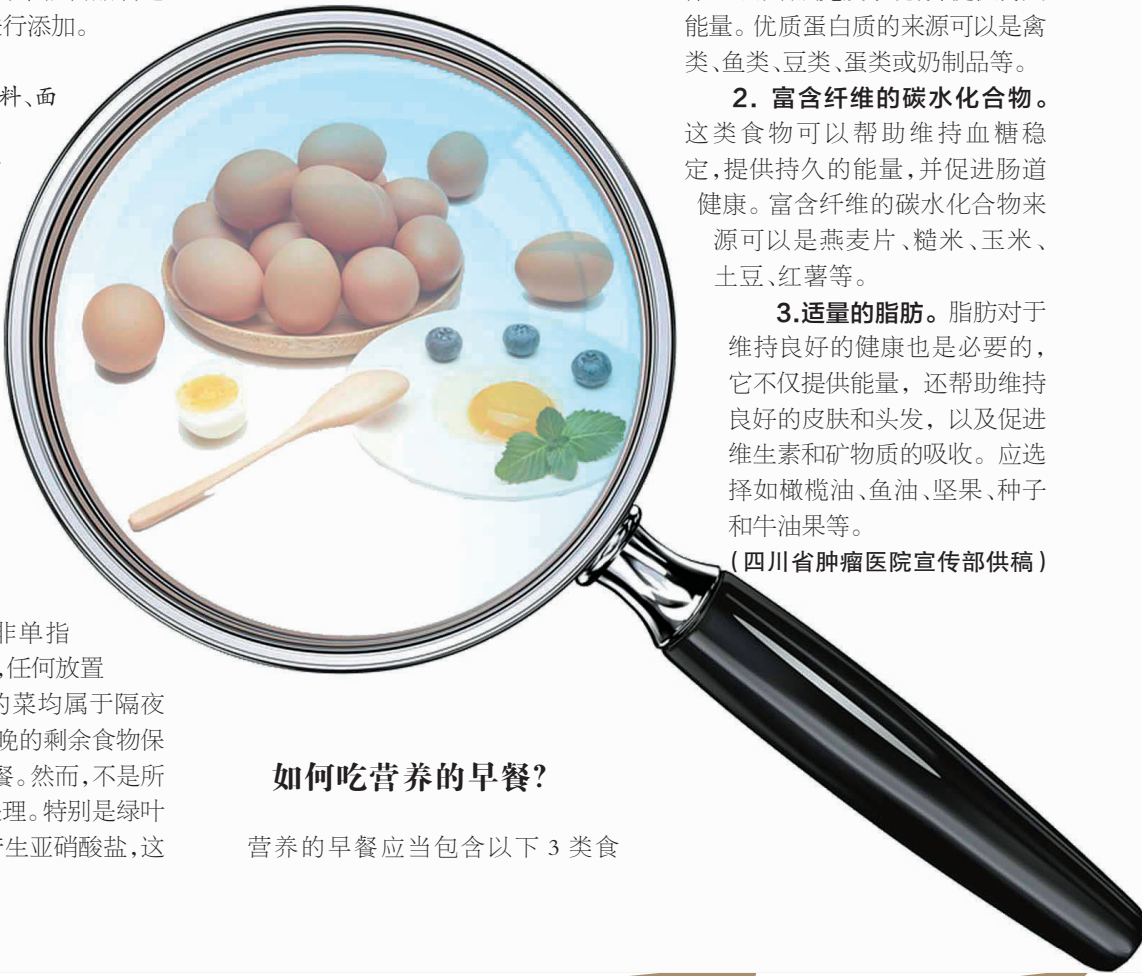 行添加。
料、面
非单指
,任何放置
的菜均属于隔夜
晚的剩余食物保
餐。然而,不是所
理。特别是绿叶
生亚硝酸盐,这
如何吃营养的早餐?
营养的早餐应当包含以下 3 类食
能量。优质蛋白质的来源可以是禽
类、鱼类、豆类、蛋类或奶制品等。
2. 富含纤维的碳水化合物。
这类食物可以帮助维持血糖稳
定,提供持久的能量,并促进肠道
健康。富含纤维的碳水化合物来
源可以是燕麦片、糙米、玉米、
土豆、红薯等。
3.适量的脂肪。脂肪对于
维持良好的健康也是必要的,
它不仅提供能量, 还帮助维持
良好的皮肤和头发, 以及促进
维生素和矿物质的吸收。应选
择如橄榄油、鱼油、坚果、种子
和牛油果等。
(四川省肿瘤医院宣传部供稿)